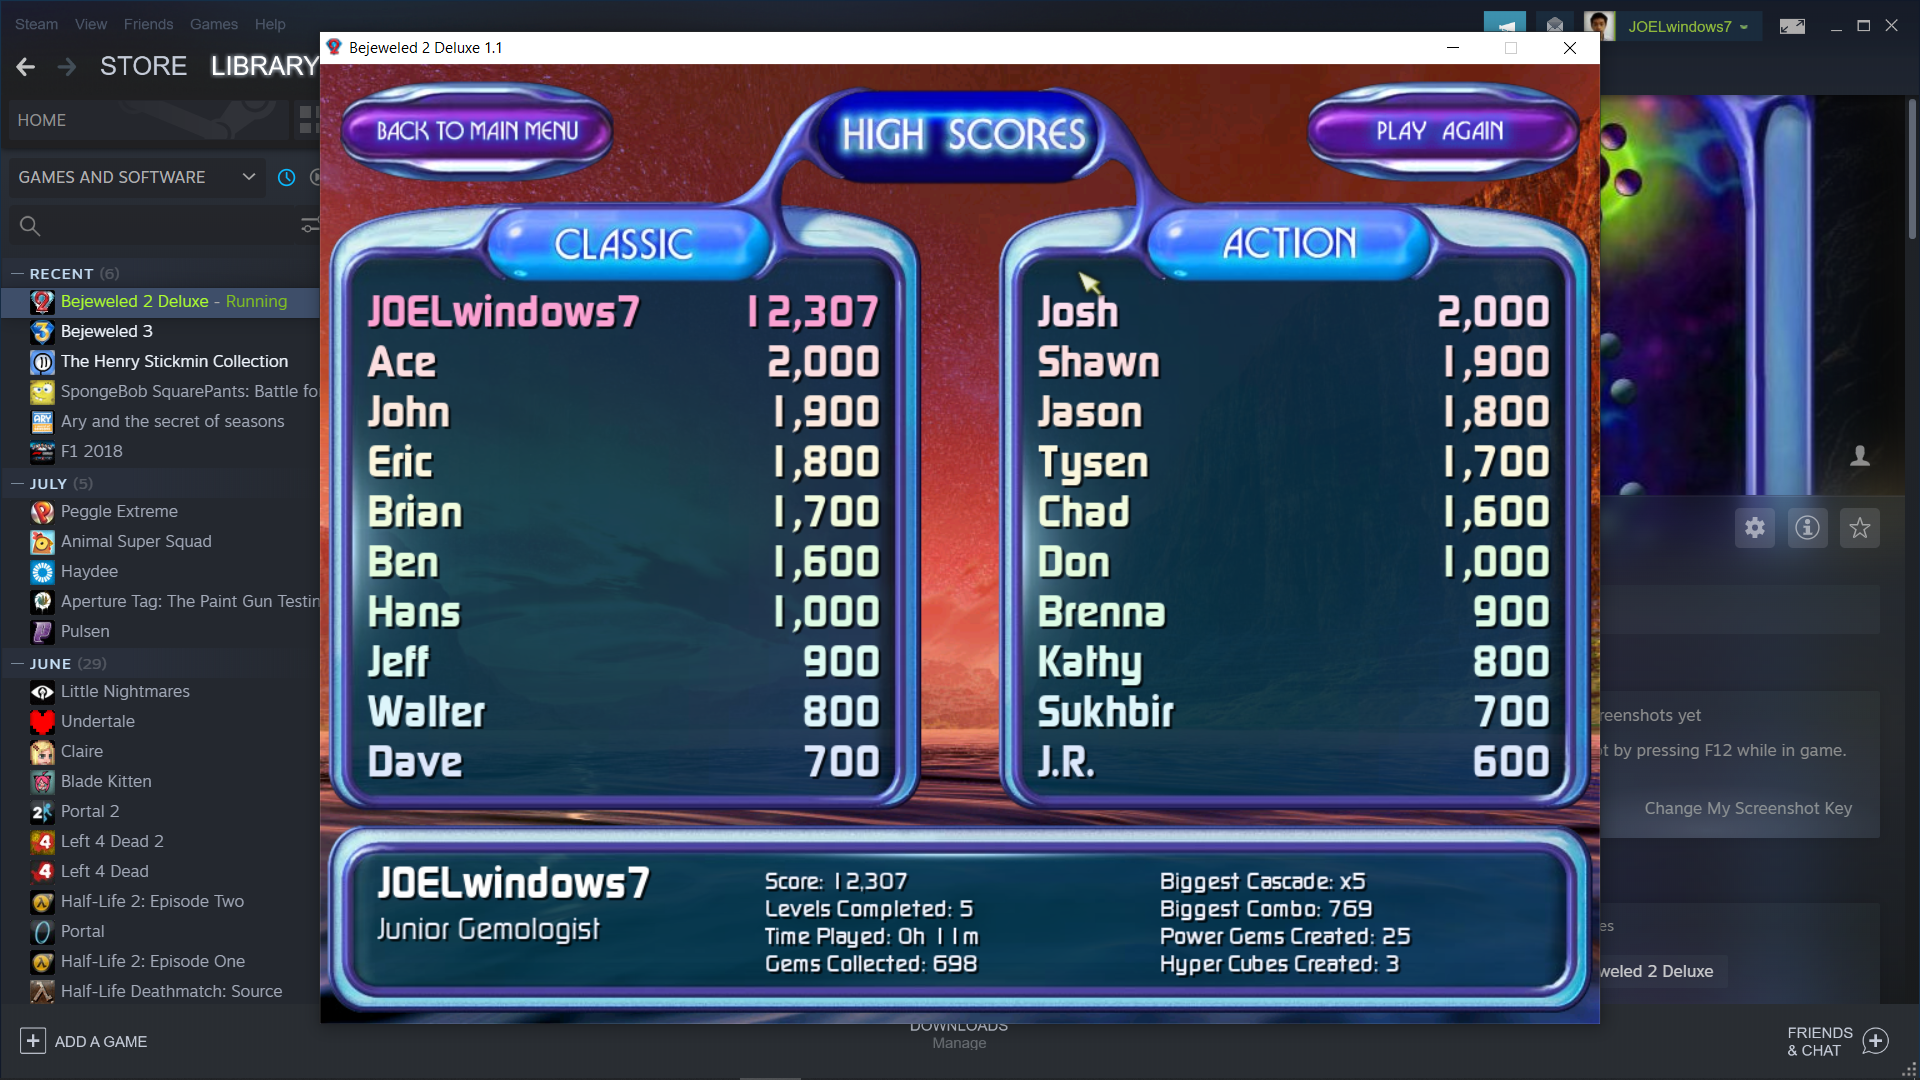 Steam View Friends Games Help
JOELwindows7
STORE LIBRARY
HOME
GAMES AND SOFTWARE
RECENT (6)
Bejeweled 2 Deluxe - Running
Bejeweled 3
The Henry Stickmin Collection
SpongeBob SquarePants: Battle fo
Ary and the secret of seasons
F1 2018
JULY (5)
Peggle Extreme
Animal Super Squad
Haydee
Aperture Tag: The Paint Gun Testin
Pulsen
JUNE (29)
Little Nightmares
Undertale
Claire
Blade Kitten
Portal 2
Left 4 Dead 2
Left 4 Dead
Half-Life 2: Episode Two
Portal
Half-Life 2: Episode One
Half-Life Deathmatch: Source
ADD A GAME
Bejeweled 2 Deluxe 1.1
BACK TO MAIN MENU
HIGH SCORES
PLAY AGAIN
CLASSIC
JOELwindows7 12,307
Ace 2,000
John 1,900
Eric 1,800
Brian 1,700
Ben 1,600
Hans 1,000
Jeff 900
Walter 800
Dave 700
ACTION
Josh 2,000
Shawn 1,900
Jason 1,800
Tysen 1,700
Chad 1,600
Don 1,000
Brenna 900
Kathy 800
Sukhbir 700
J.R. 600
JOELwindows7
Junior Gemologist
Score: 12,307
Levels Completed: 5
Time Played: 0h 11m
Gems Collected: 698
Biggest Cascade: x5
Biggest Combo: 769
Power Gems Created: 25
Hyper Cubes Created: 3
reenshots yet
t by pressing F12 while in game.
Change My Screenshot Key
es
weled 2 Deluxe
DOWNLOADS
Manage
FRIENDS
& CHAT